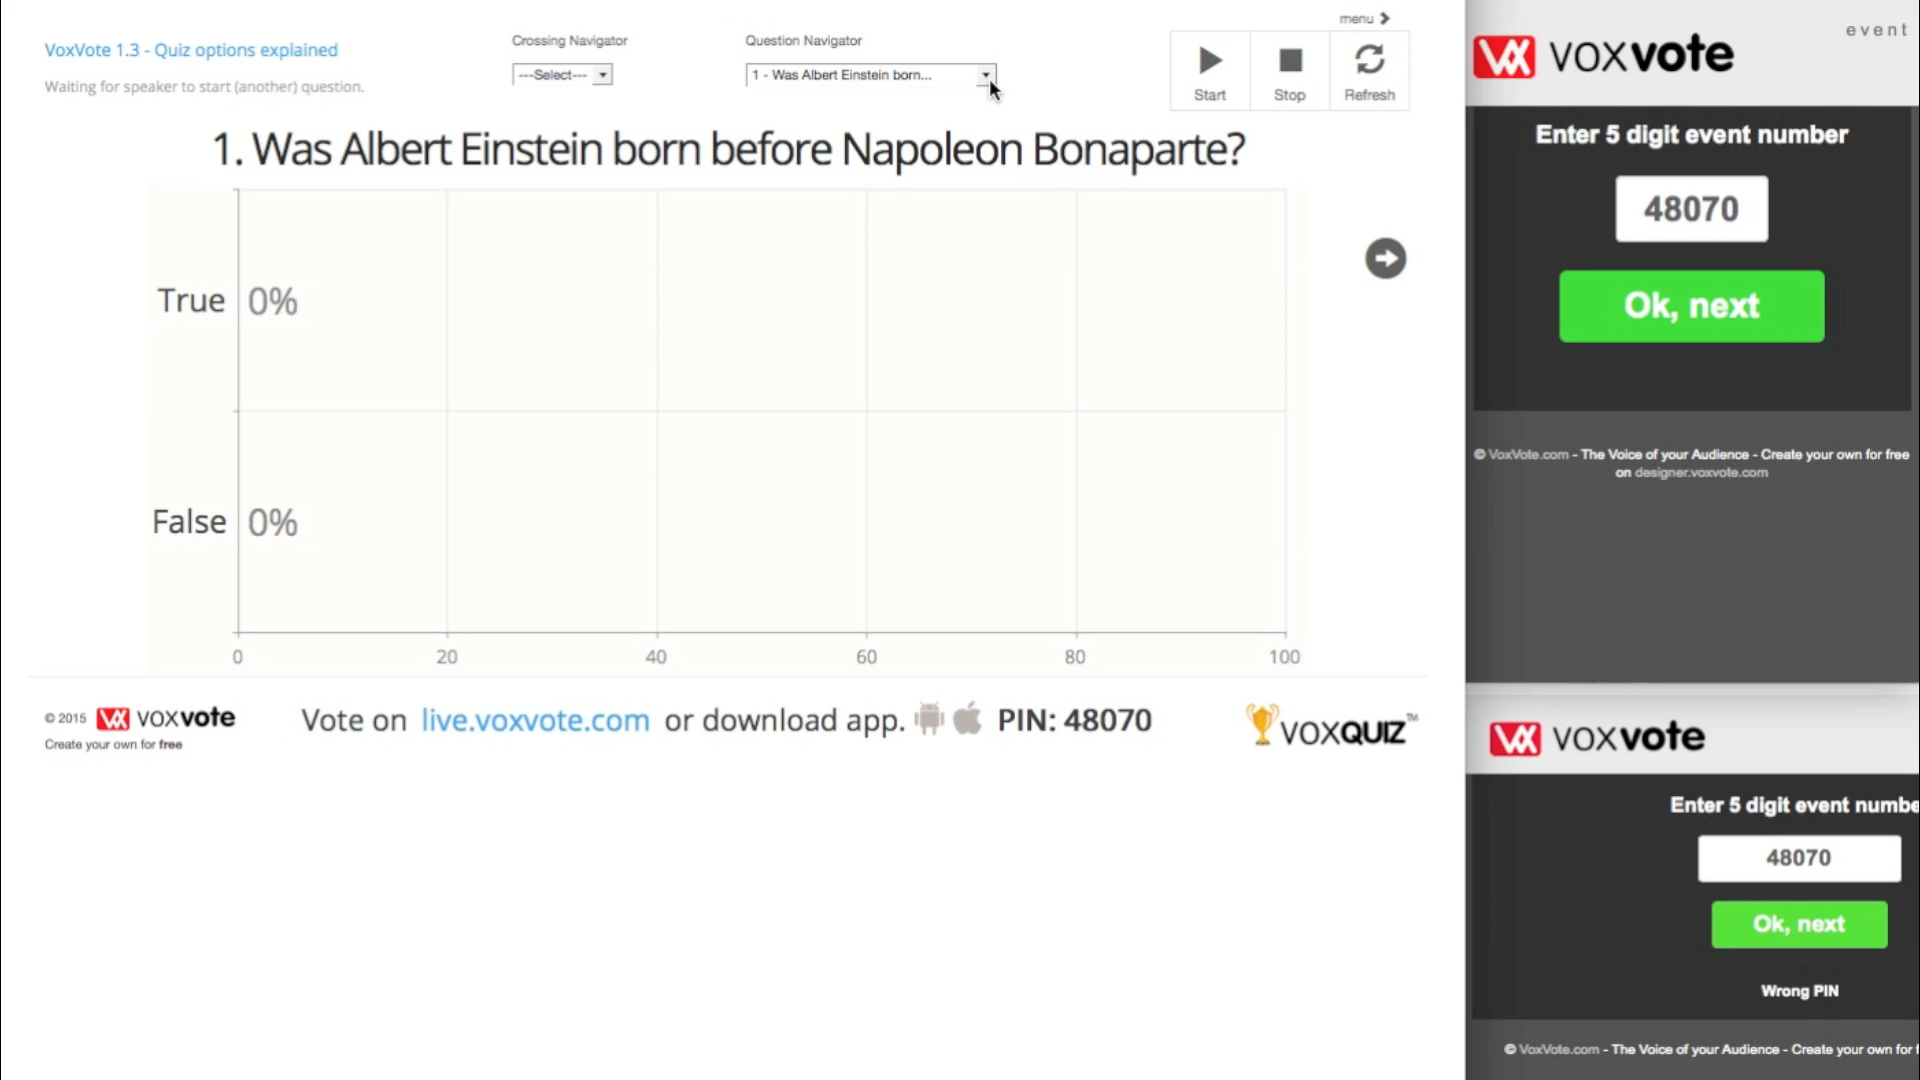 VoxVote 1.3 - Quiz options explained
Waiting for speaker to start (another) question.
Crossing Navigator
---Select---
Question Navigator
1 - Was Albert Einstein born...
menu
Start
Stop
Refresh
1. Was Albert Einstein born before Napoleon Bonaparte?
True
0%
False
0%
0
20
40
60
80
100
© 2015 VX voxvote
Create your own for free
Vote on live.voxvote.com or download app. PIN: 48070
VOXQUIZ™
VX voxvote
event
Enter 5 digit event number
48070
Ok, next
© VoxVote.com - The Voice of your Audience - Create your own for free
on designer.voxvote.com
VX voxvote
Enter 5 digit event numbe
48070
Ok, next
Wrong PIN
© VoxVote.com - The Voice of your Audience - Create your own for f